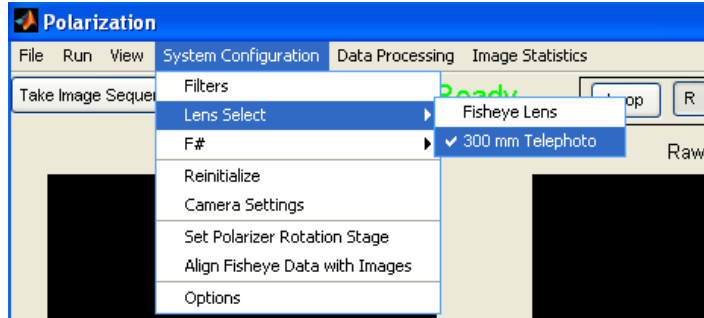 Polarization
File Run View System Configuration Data Processing Image Statistics
Take Image Filters
Lens Select
Fisheye Lens
R
F#
300 mm Telephoto
Raw
Reinitialize
Camera Settings
Set Polarizer Rotation Stage
Align Fisheye Data with Images
Options